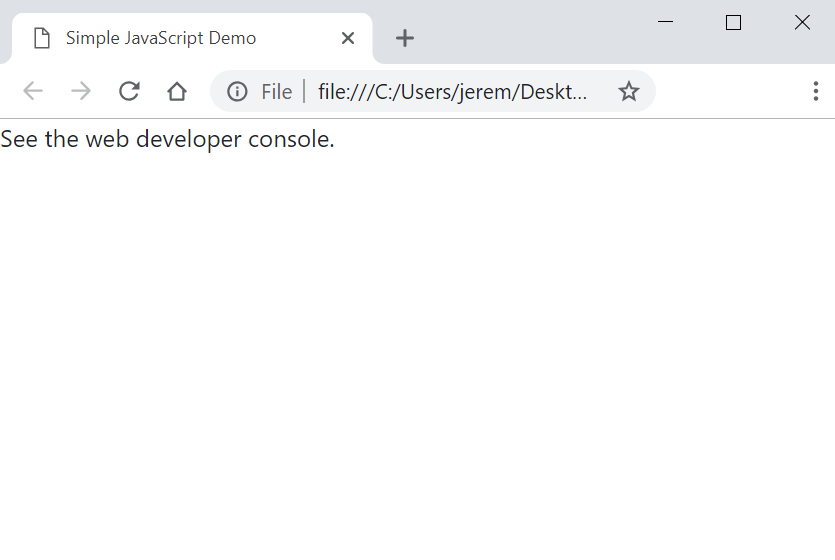 Simple JavaScript Demo
File file:///C:/Users/jerem/Deskt...
See the web developer console.